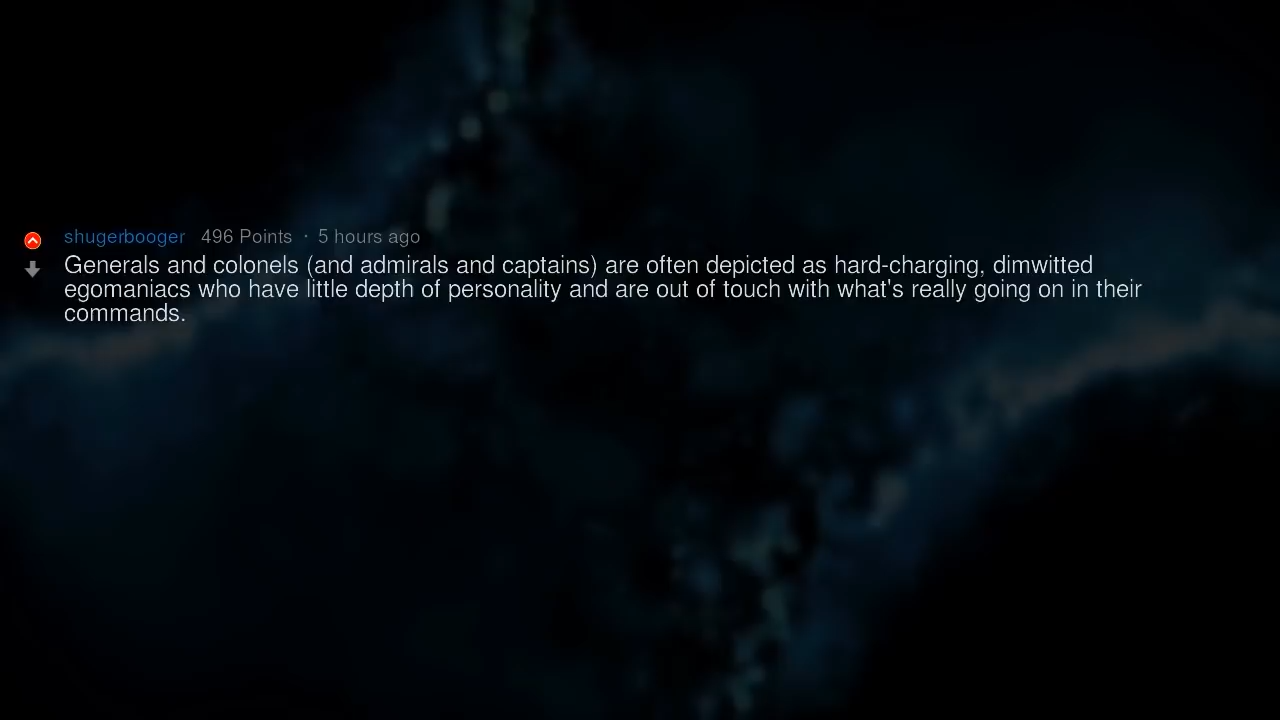 shugerbooger 496 Points · 5 hours ago
Generals and colonels (and admirals and captains) are often depicted as hard-charging, dimwitted
egomaniacs who have little depth of personality and are out of touch with what's really going on in their
commands.